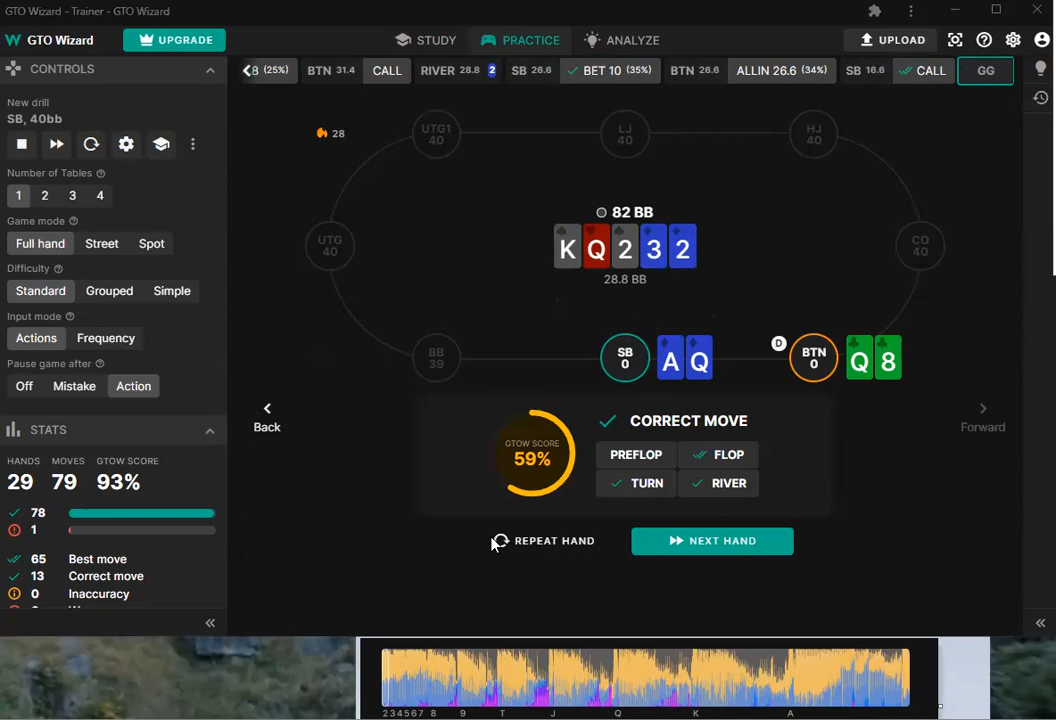 GTO Wizard - Trainer - GTO Wizard
GTO Wizard
UPGRADE
STUDY
PRACTICE
ANALYZE
UPLOAD
CONTROLS
8 (25%)
BTN 31.4
CALL
RIVER 28.8 2
SB 26.6
BET 10 (35%)
BTN 26.6
ALLIN 26.6 (34%)
SB 16.6
CALL
GG
New drill
SB, 40bb
Number of Tables
1 2 3 4
Game mode
Full hand Street Spot
Difficulty
Standard Grouped Simple
Input mode
Actions Frequency
Pause game after
Off Mistake Action
STATS
HANDS MOVES GTOW SCORE
29 79 93%
78
1
65 Best move
13 Correct move
0 Inaccuracy
28
UTG1
40
LJ
40
HJ
40
UTG
40
CO
40
82 BB
K Q 2 3 2
28.8 BB
BB
39
SB
0
A Q
D
BTN
0
Q 8
Back
Forward
GTOW SCORE
59%
CORRECT MOVE
PREFLOP
FLOP
TURN
RIVER
REPEAT HAND
NEXT HAND
2 3 4 5 6 7 8 9 T J Q K A